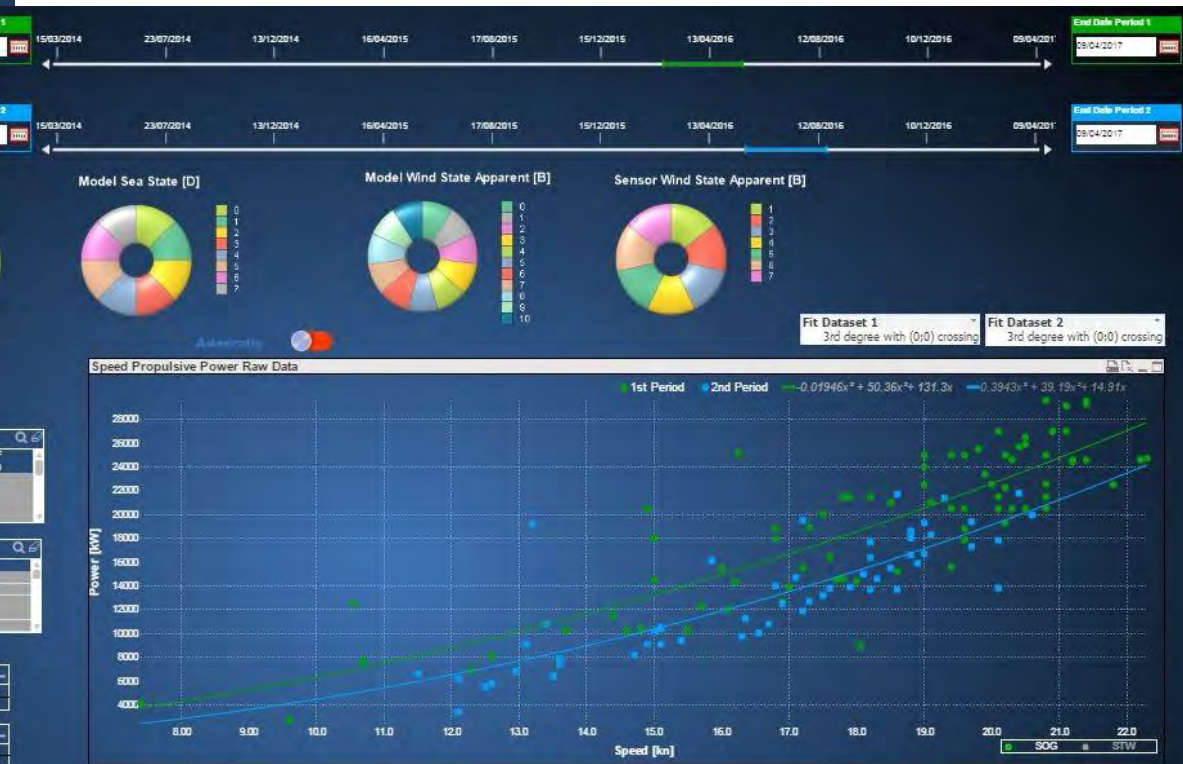 1
End Date Period 1
15/03/2014 23/07/2014 13/12/2014 16/04/2015 17/08/2015 15/12/2015 13/04/2016 12/08/2016 10/12/2016 09/04/201
09/04/2017
2
End Date Period 2
15/03/2014 23/07/2014 13/12/2014 16/04/2015 17/08/2015 15/12/2015 13/04/2016 12/08/2016 10/12/2016 09/04/201
09/04/2017
Model Sea State [D]
0
1
2
3
4
5
6
7
Model Wind State Apparent [B]
0
1
2
3
4
5
6
7
8
9
10
Sensor Wind State Apparent [B]
1
2
3
4
5
6
7
Fit Dataset 1
3rd degree with (0;0) crossing
Fit Dataset 2
3rd degree with (0;0) crossing
Speed Propulsive Power Raw Data
1st Period 2nd Period -0.01946x³ + 50.36x²+ 131.3x 0.3943x³ + 39.19x²+ 14.91x
28000
26000
24000
22000
20000
18000
16000
14000
12000
10000
8000
6000
4000
Power [kW]
8.00 9.00 10.0 11.0 12.0 13.0 14.0 15.0 16.0 17.0 18.0 19.0 20.0 21.0 22.0
Speed [kn]
SOG STW